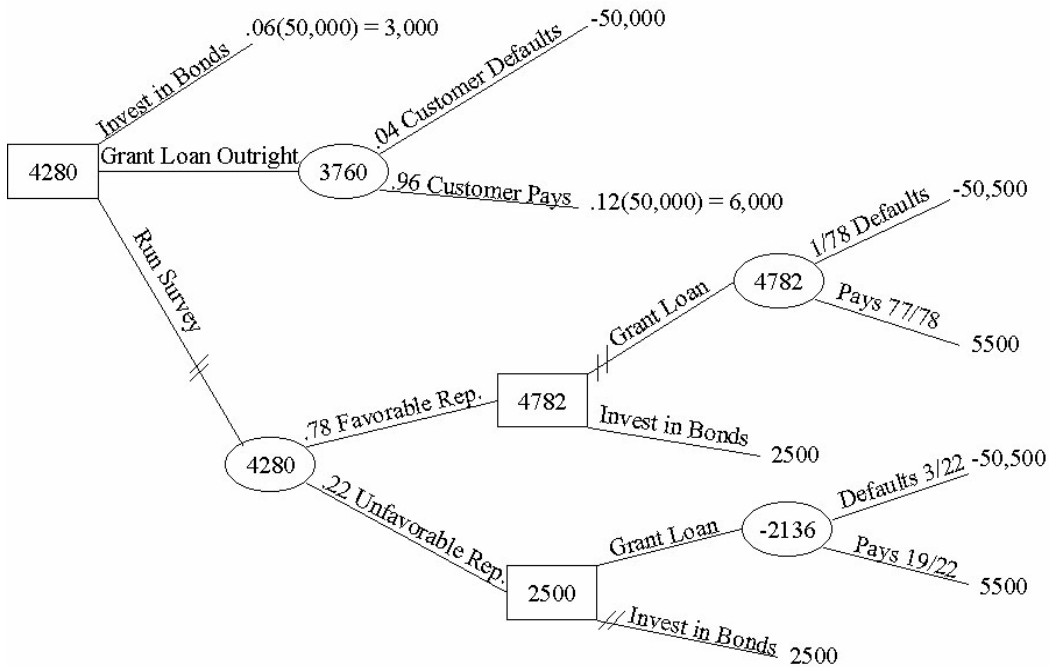 .06(50,000) = 3,000
Invest in Bonds
-50,000
.04 Customer Defaults
4280
Grant Loan Outright
3760
.96 Customer Pays
.12(50,000) = 6,000
Run Survey
1/78 Defaults
-50,500
4782
Grant Loan
Pays 77/78
5500
4782
.78 Favorable Rep.
Invest in Bonds
2500
4280
.22 Unfavorable Rep.
Defaults 3/22
-50,500
-2136
Grant Loan
Pays 19/22
5500
2500
Invest in Bonds
2500